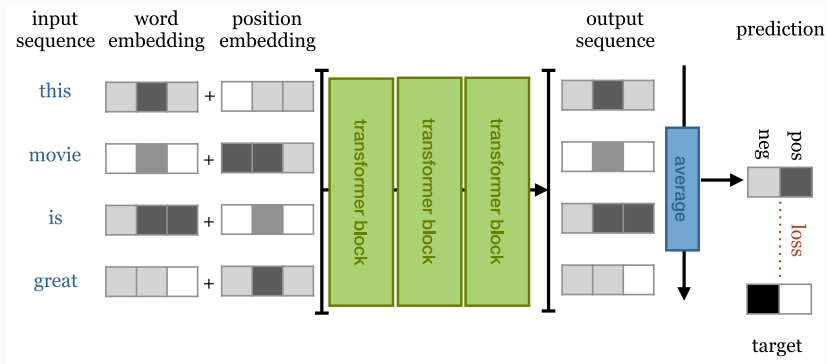 input
sequence
word
embedding
position
embedding
output
sequence
prediction
this
+
movie
+
is
+
great
+
transformer block
transformer block
transformer block
average
neg
pos
loss
target